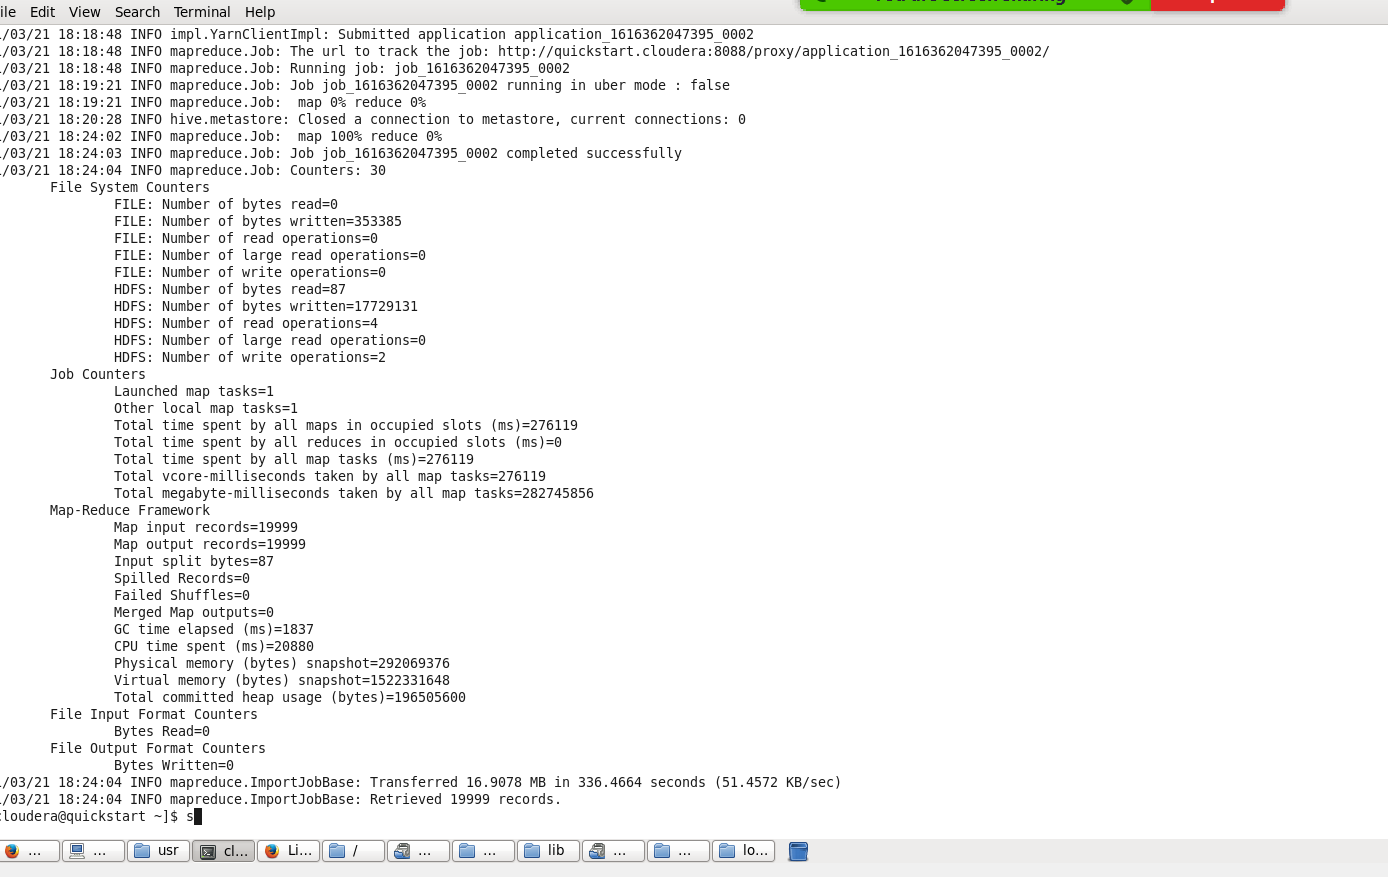 ile Edit View Search Terminal Help
/03/21 18:18:48 INFO impl.YarnClientImpl: Submitted application application_1616362047395_0002
/03/21 18:18:48 INFO mapreduce.Job: The url to track the job: http://quickstart.cloudera:8088/proxy/application_1616362047395_0002/
/03/21 18:18:48 INFO mapreduce.Job: Running job: job_1616362047395_0002
/03/21 18:19:21 INFO mapreduce.Job: Job job_1616362047395_0002 running in uber mode : false
/03/21 18:19:21 INFO mapreduce.Job:  map 0% reduce 0%
/03/21 18:20:28 INFO hive.metastore: Closed a connection to metastore, current connections: 0
/03/21 18:24:02 INFO mapreduce.Job:  map 100% reduce 0%
/03/21 18:24:03 INFO mapreduce.Job: Job job_1616362047395_0002 completed successfully
/03/21 18:24:04 INFO mapreduce.Job: Counters: 30
File System Counters
FILE: Number of bytes read=0
FILE: Number of bytes written=353385
FILE: Number of read operations=0
FILE: Number of large read operations=0
FILE: Number of write operations=0
HDFS: Number of bytes read=87
HDFS: Number of bytes written=17729131
HDFS: Number of read operations=4
HDFS: Number of large read operations=0
HDFS: Number of write operations=2
Job Counters
Launched map tasks=1
Other local map tasks=1
Total time spent by all maps in occupied slots (ms)=276119
Total time spent by all reduces in occupied slots (ms)=0
Total time spent by all map tasks (ms)=276119
Total vcore-milliseconds taken by all map tasks=276119
Total megabyte-milliseconds taken by all map tasks=282745856
Map-Reduce Framework
Map input records=19999
Map output records=19999
Input split bytes=87
Spilled Records=0
Failed Shuffles=0
Merged Map outputs=0
GC time elapsed (ms)=1837
CPU time spent (ms)=20880
Physical memory (bytes) snapshot=292069376
Virtual memory (bytes) snapshot=1522331648
Total committed heap usage (bytes)=196505600
File Input Format Counters
Bytes Read=0
File Output Format Counters
Bytes Written=0
/03/21 18:24:04 INFO mapreduce.ImportJobBase: Transferred 16.9078 MB in 336.4664 seconds (51.4572 KB/sec)
/03/21 18:24:04 INFO mapreduce.ImportJobBase: Retrieved 19999 records.
cloudera@quickstart ~]$ s
... ... usr cl... Li... / ... ... lib ... ... lo...